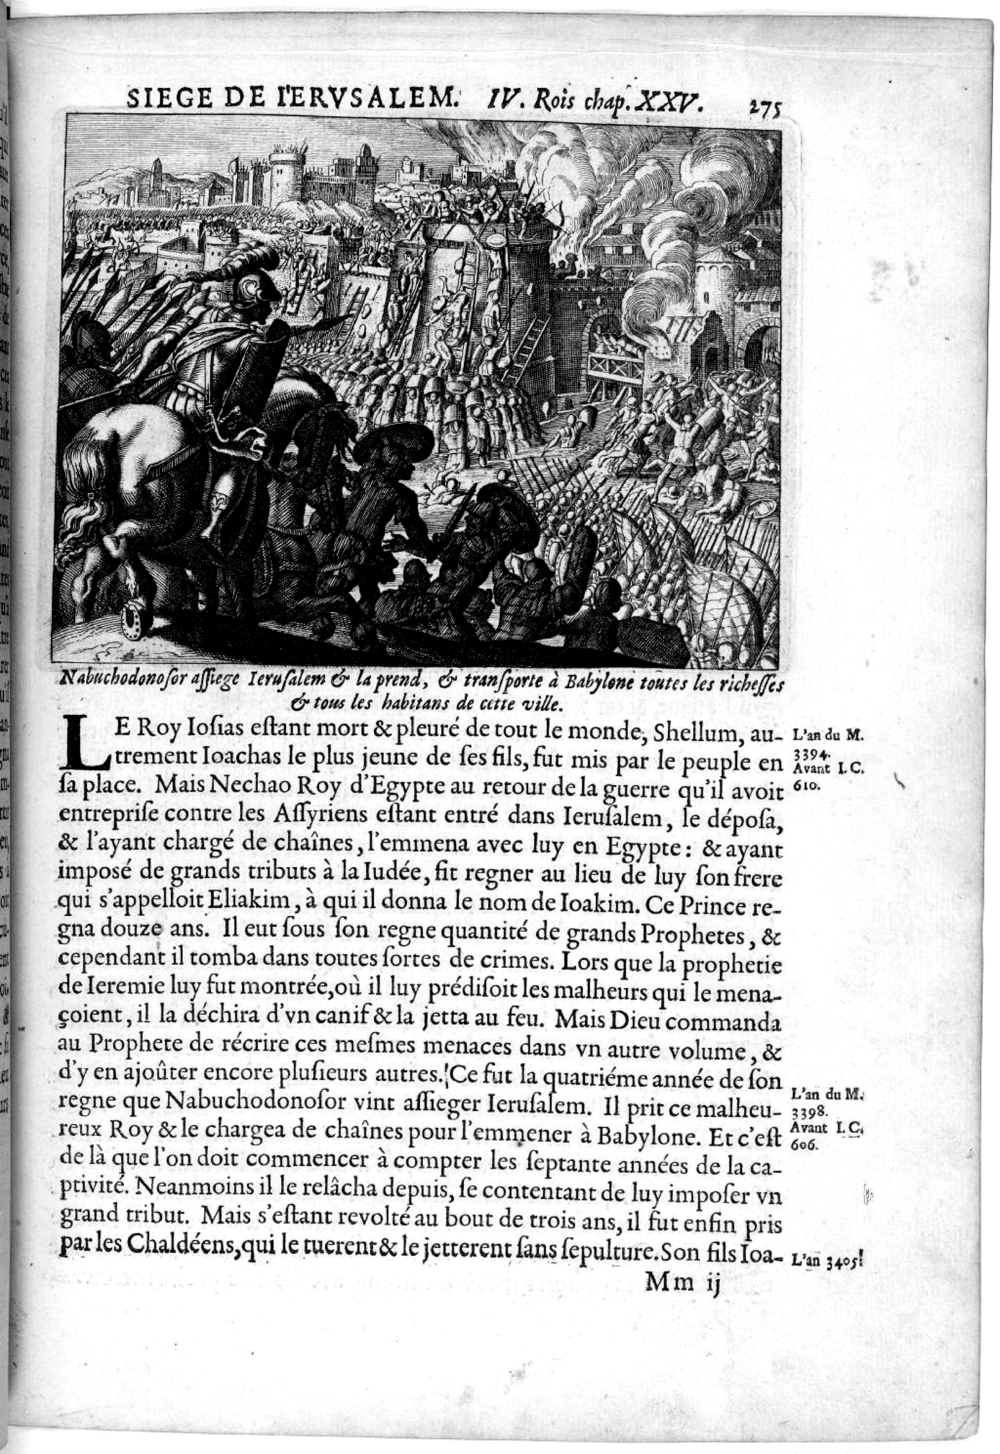 SIEGE DE I'ERVSALEM. IV. Rois chap. XXV. 275
Nabuchodonoſor aſſiege Ieruſalem & la prend, & tranſporte à Babylone toutes les richeſſes
& tous les habitans de cette ville.
LE Roy Ioſias eſtant mort & pleuré de tout le monde, Shellum, au-
trement Ioachas le plus jeune de ſes fils, fut mis par le peuple en
ſa place. Mais Nechao Roy d'Egypte au retour de la guerre qu'il avoit
entrepriſe contre les Aſſyriens eſtant entré dans Ieruſalem, le dépoſa,
& l'ayant chargé de chaînes, l'emmena avec luy en Egypte: & ayant
impoſé de grands tributs à la Iudée, fit regner au lieu de luy ſon frere
qui s'appelloit Eliakim, à qui il donna le nom de Ioakim. Ce Prince re-
gna douze ans. Il eut ſous ſon regne quantité de grands Prophetes, &
cependant il tomba dans toutes ſortes de crimes. Lors que la prophetie
de Ieremie luy fut montrée, où il luy prédiſoit les malheurs qui le mena-
çoient, il la déchira d'vn canif & la jetta au feu. Mais Dieu commanda
au Prophete de récrire ces meſmes menaces dans vn autre volume, &
d'y en ajoûter encore pluſieurs autres. Ce fut la quatriéme année de ſon
regne que Nabuchodonoſor vint aſſieger Ieruſalem. Il prit ce malheu-
reux Roy & le chargea de chaînes pour l'emmener à Babylone. Et c'eſt
de là que l'on doit commencer à compter les ſeptante années de la ca-
ptivité. Neanmoins il le relâcha depuis, ſe contentant de luy impoſer vn
grand tribut. Mais s'eſtant revolté au bout de trois ans, il fut enfin pris
par les Chaldéens, qui le tuerent & le jetterent ſans ſepulture. Son fils Ioa-
Mm ij
L'an du M.
3394.
Avant I. C.
610.
L'an du M.
3398.
Avant I. C.
606.
L'an 3405.